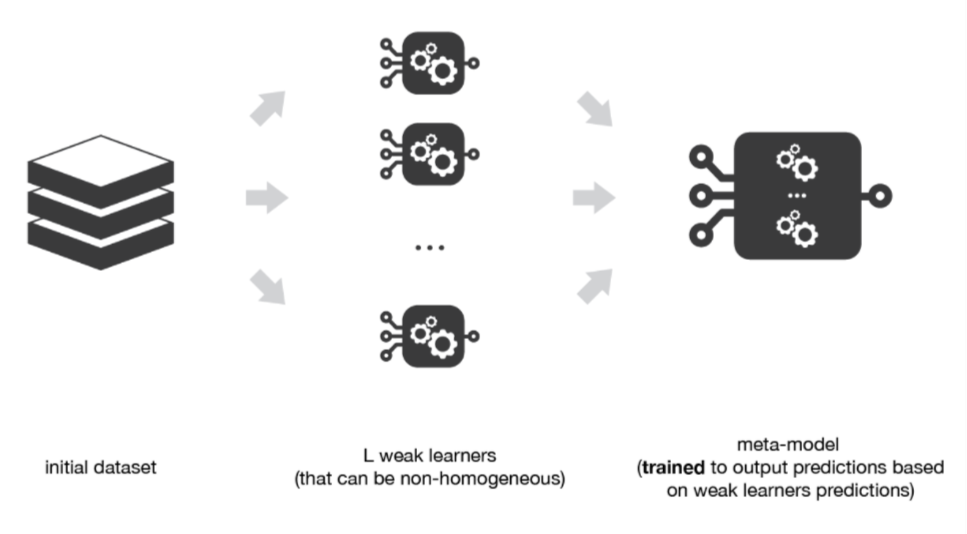 initial dataset
L weak learners
(that can be non-homogeneous)
meta-model
(trained to output predictions based
on weak learners predictions)